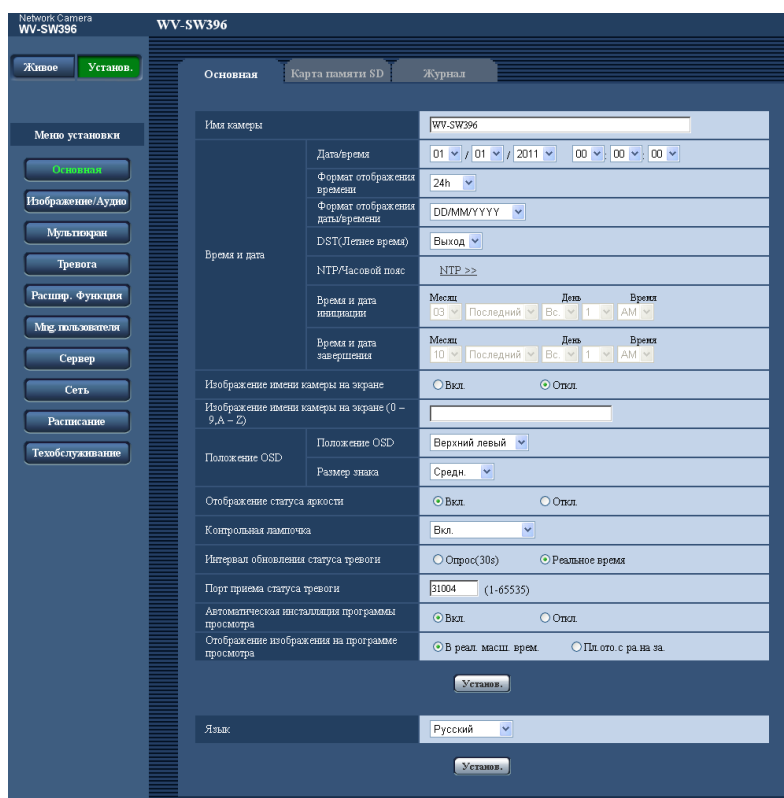 Network Camera
WV-SW396
WV-SW396
Живое Установ.
Основная Карта памяти SD Журнал
Меню установки
Основная
Изображение/Аудио
Мультиэкран
Тревога
Расшир. Функция
Mng. пользователя
Сервер
Сеть
Расписание
Техобслуживание
Имя камеры WV-SW396
Время и дата
Дата/время 01 / 01 / 2011 00 : 00 : 00
Формат отображения
времени
24h
Формат отображения
даты/времени
DD/MM/YYYY
DST(Летнее время) Выход
NTP/Часовой пояс NTP >>
Время и дата
инициации
Месяц День Время
03 Последний Вс. 1 AM
Время и дата
завершения
Месяц День Время
10 Последний Вс. 1 AM
Изображение имени камеры на экране Вкл. Откл.
Изображение имени камеры на экране (0 –
9,A – Z)
Положение OSD
Положение OSD Верхний левый
Размер знака Средн.
Отображение статуса яркости Вкл. Откл.
Контрольная лампочка Вкл.
Интервал обновления статуса тревоги Опрос(30s) Реальное время
Порт приема статуса тревоги 31004 (1-65535)
Автоматическая инсталляция программы
просмотра
Вкл. Откл.
Отображение изображения на программе
просмотра
В реал. масш. врем. Пл.ото.с ра.на за.
Установ.
Язык Русский
Установ.